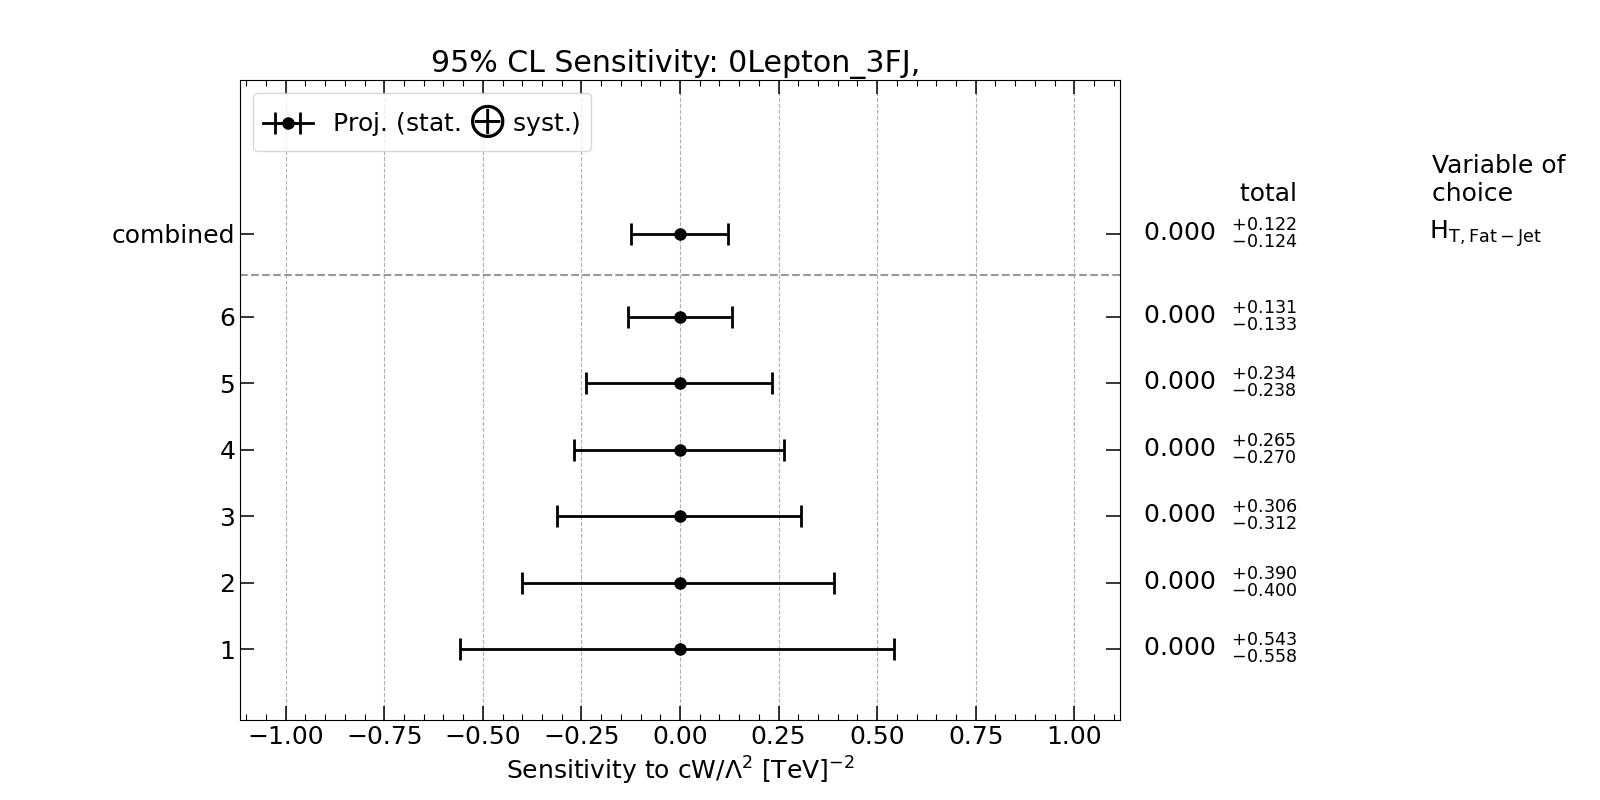 95% CL Sensitivity: 0Lepton_3FJ,
Proj. (stat. ⊕ syst.)
Variable of
total choice
combined 0.000 +0.122 −0.124 H_T, Fat−Jet
6 0.000 +0.131 −0.133
5 0.000 +0.234 −0.238
4 0.000 +0.265 −0.270
3 0.000 +0.306 −0.312
2 0.000 +0.390 −0.400
1 0.000 +0.543 −0.558
−1.00 −0.75 −0.50 −0.25 0.00 0.25 0.50 0.75 1.00
Sensitivity to cW/Λ² [TeV]⁻²